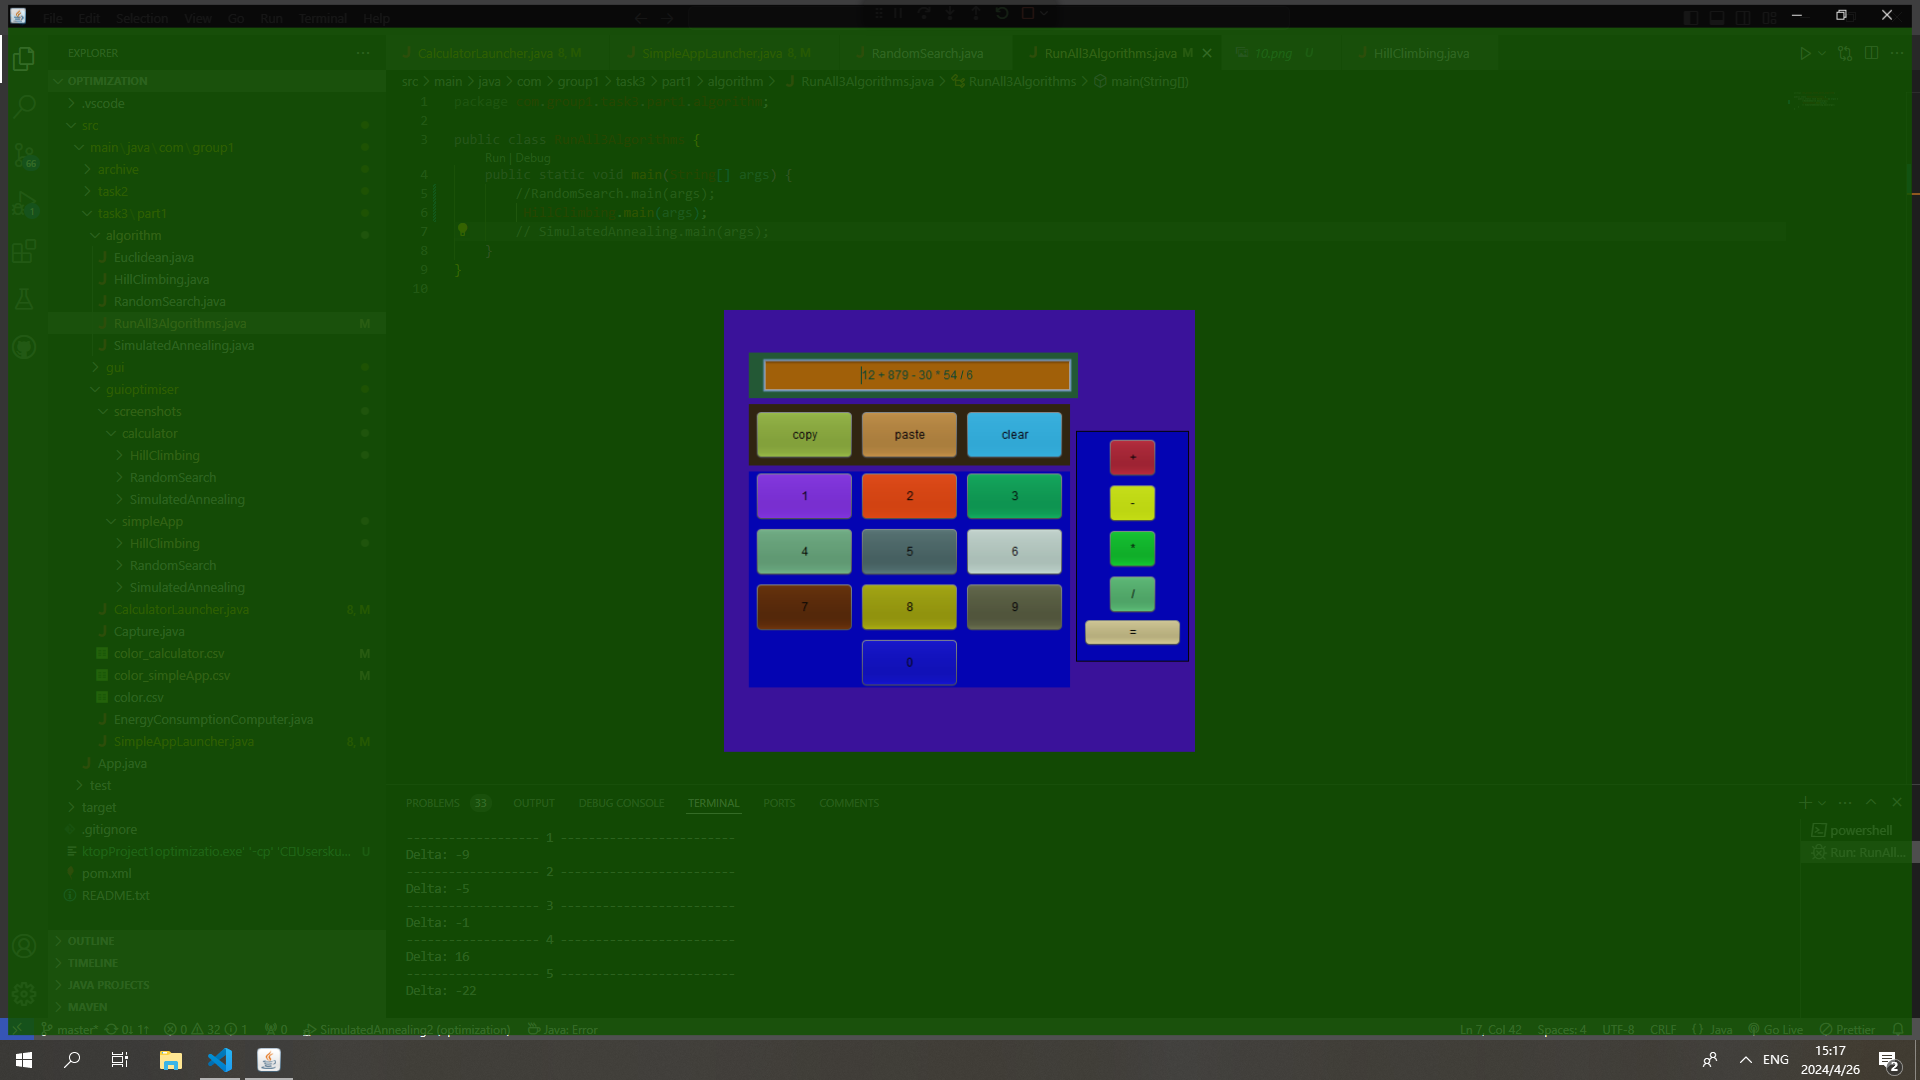 File Edit Selection View Go Run Terminal Help
EXPLORER
CalculatorLauncher.java 8, M
SimpleAppLauncher.java 8, M
RandomSearch.java
RunAll3Algorithms.java M
10.png U
HillClimbing.java
OPTIMIZATION
src > main > java > com > group1 > task3 > part1 > algorithm > RunAll3Algorithms.java > RunAll3Algorithms > main(String[])
.vscode
src
main \ java \ com \ group1
archive
task2
task3 \ part1
algorithm
Euclidean.java
HillClimbing.java
RandomSearch.java
RunAll3Algorithms.java M
SimulatedAnnealing.java
gui
guioptimiser
screenshots
calculator
HillClimbing
RandomSearch
SimulatedAnnealing
simpleApp
HillClimbing
RandomSearch
SimulatedAnnealing
CalculatorLauncher.java 8, M
Capture.java
color_calculator.csv M
color_simpleApp.csv M
color.csv
EnergyConsumptionComputer.java
SimpleAppLauncher.java 8, M
App.java
test
target
.gitignore
ktopProject1optimizatio.exe' '-cp' 'C Usersku... U
pom.xml
README.txt
OUTLINE
TIMELINE
JAVA PROJECTS
MAVEN
66
1
1 package
2
3 public class {
Run | Debug
4 public static void main(String[] args) {
5 //RandomSearch.main(args);
6 .main(args);
7 // SimulatedAnnealing.main(args);
8 }
9 }
10
12 + 879 - 30 * 54 / 6
copy paste clear
1 2 3
4 5 6
7 8 9
0
+
-
*
/
=
PROBLEMS 33 OUTPUT DEBUG CONSOLE TERMINAL PORTS COMMENTS
------------------- 1 -------------------------
Delta: -9
------------------- 2 -------------------------
Delta: -5
------------------- 3 -------------------------
Delta: -1
------------------- 4 -------------------------
Delta: 16
------------------- 5 -------------------------
Delta: -22
powershell
Run: RunAll...
master* 0↓ 1↑ 0 32 1 0 SimulatedAnnealing2 (optimization) Java: Error
Ln 7, Col 42 Spaces: 4 UTF-8 CRLF {} Java Go Live Prettier
ENG
15:17
2024/4/26
2